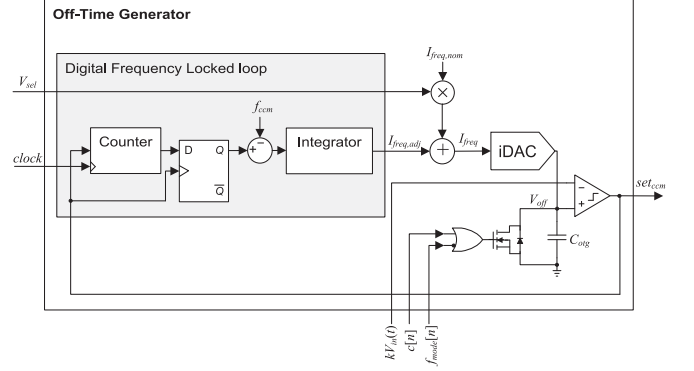 Off-Time Generator
Digital Frequency Locked loop
I_freq,nom
V_sel
×
f_ccm
Counter
D Q
Q̅
+ −
Integrator
I_freq,adj
+
I_freq
iDAC
clock
−
+
set_ccm
V_off
C_otg
kV_in(t)
c[n]
f_mode[n]